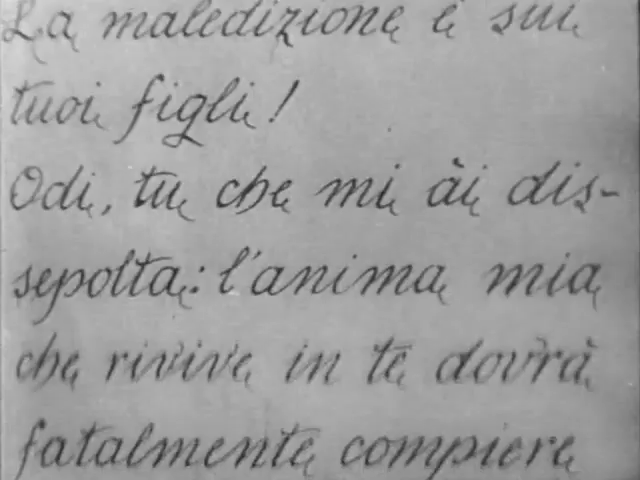 La maledizione è sui
tuoi figli!
Odi, tu che mi ài dis-
sepolta: l'anima mia
che rivive in te dovrà
fatalmente compiere